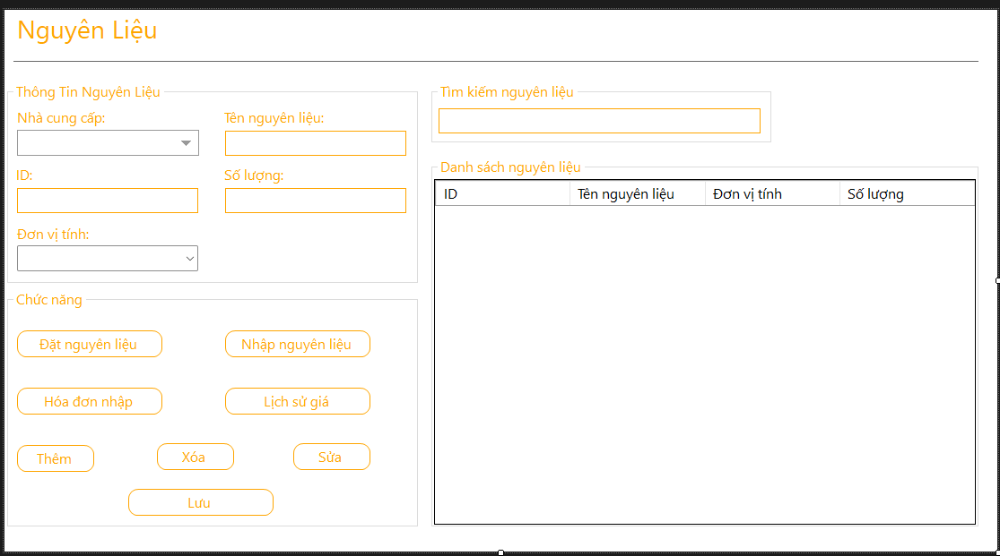 Nguyên Liệu
Thông Tin Nguyên Liệu
Nhà cung cấp:
Tên nguyên liệu:
ID:
Số lượng:
Đơn vị tính:
Chức năng
Đặt nguyên liệu
Nhập nguyên liệu
Hóa đơn nhập
Lịch sử giá
Thêm
Xóa
Sửa
Lưu
Tìm kiếm nguyên liệu
Danh sách nguyên liệu
ID Tên nguyên liệu Đơn vị tính Số lượng